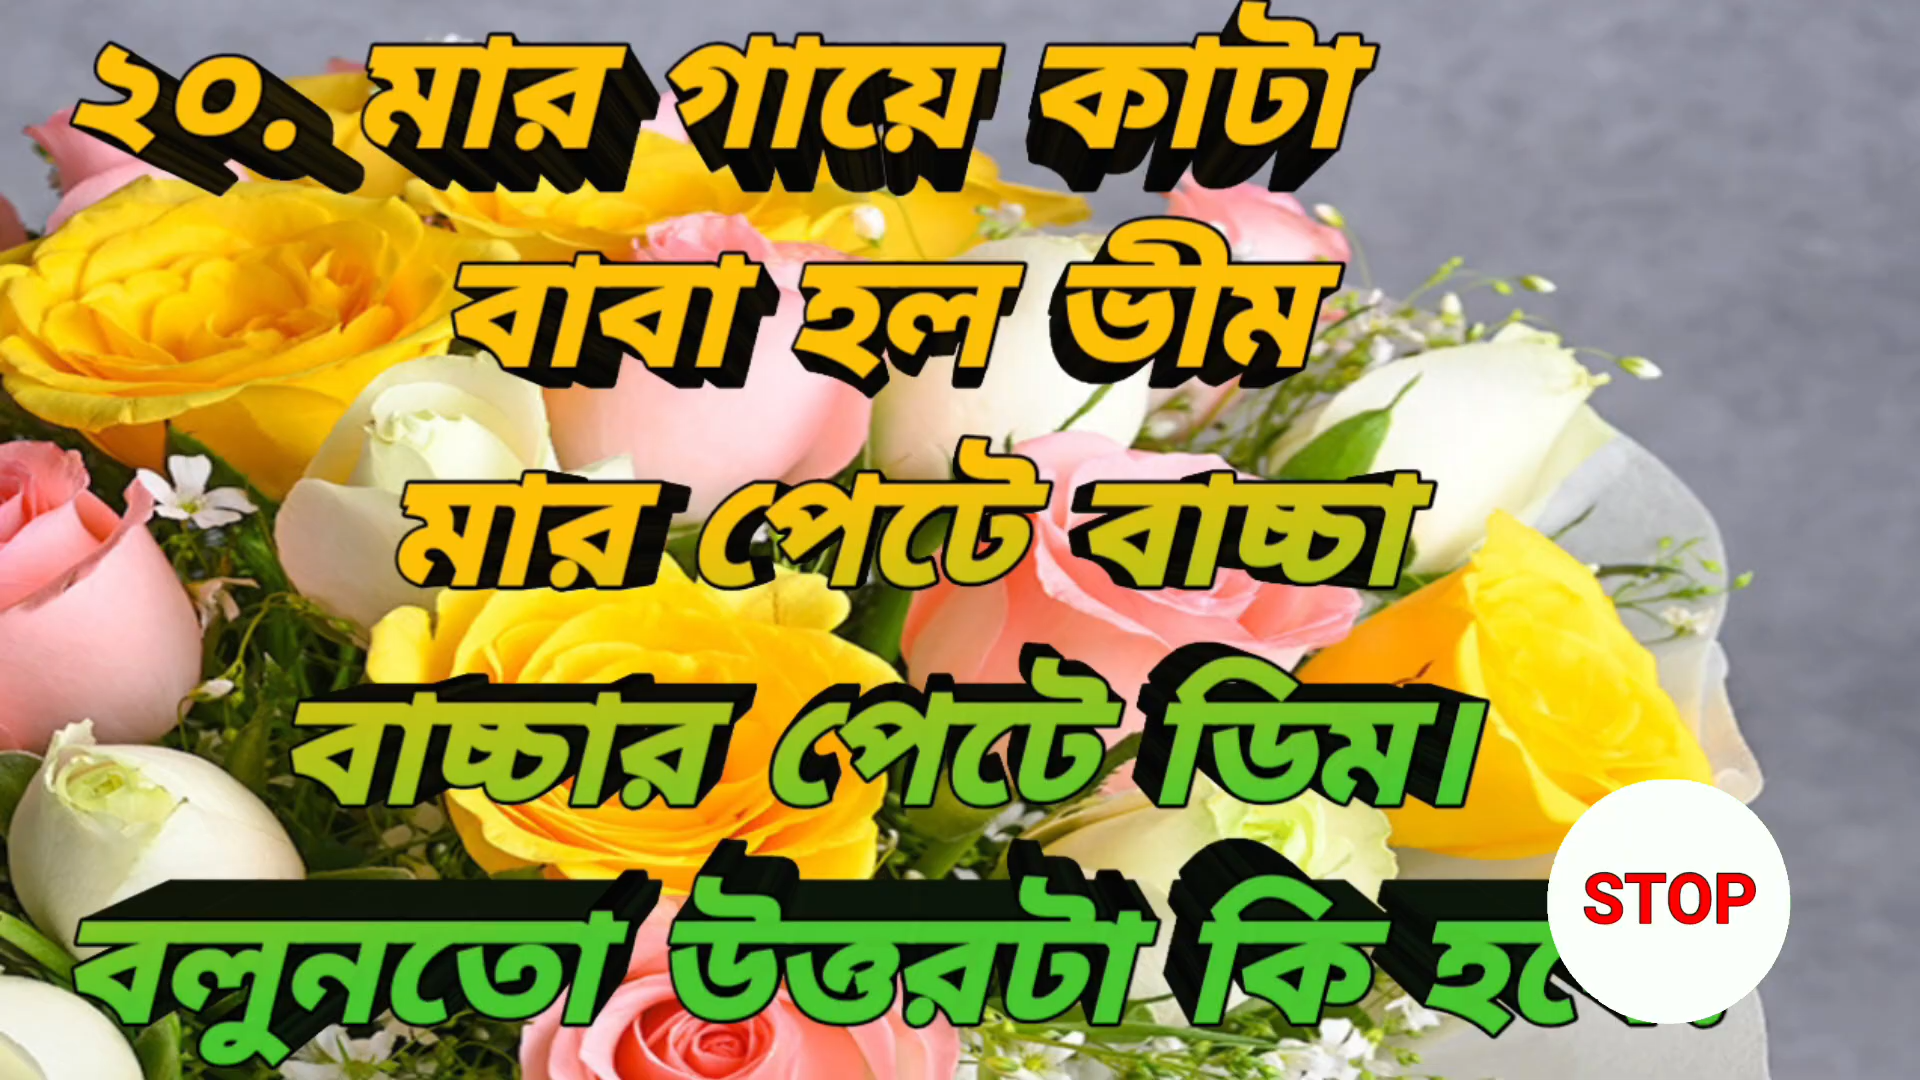 ২০. মার গায়ে কাটা
বাবা হল ভীম
মার পেটে বাচ্চা
বাচ্চার পেটে ডিম।
বলুনতো উত্তরটা কি
STOP